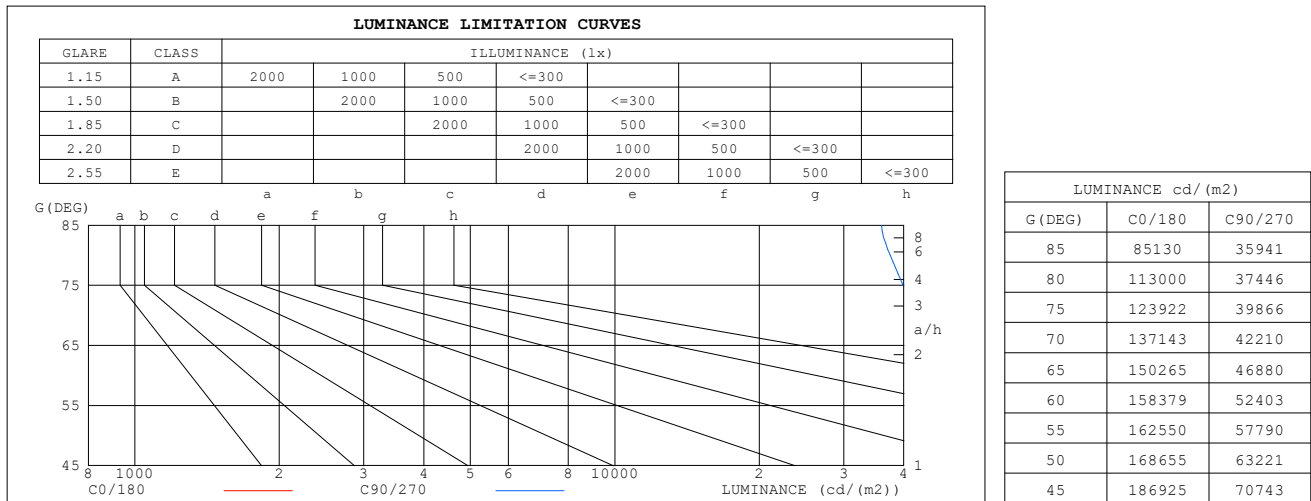 LUMINANCE LIMITATION CURVES
GLARE CLASS ILLUMINANCE (lx)
1.15 A 2000 1000 500 <=300
1.50 B 2000 1000 500 <=300
1.85 C 2000 1000 500 <=300
2.20 D 2000 1000 500 <=300
2.55 E 2000 1000 500 <=300
a b c d e f g h
G(DEG)
a b c d e f g h
85
75
65
55
45
8
6
4
3
a/h
2
1
8 1000 2 3 4 5 6 8 10000 2 3 4
C0/180 C90/270 LUMINANCE (cd/(m2))
LUMINANCE cd/(m2)
G(DEG) C0/180 C90/270
85 85130 35941
80 113000 37446
75 123922 39866
70 137143 42210
65 150265 46880
60 158379 52403
55 162550 57790
50 168655 63221
45 186925 70743